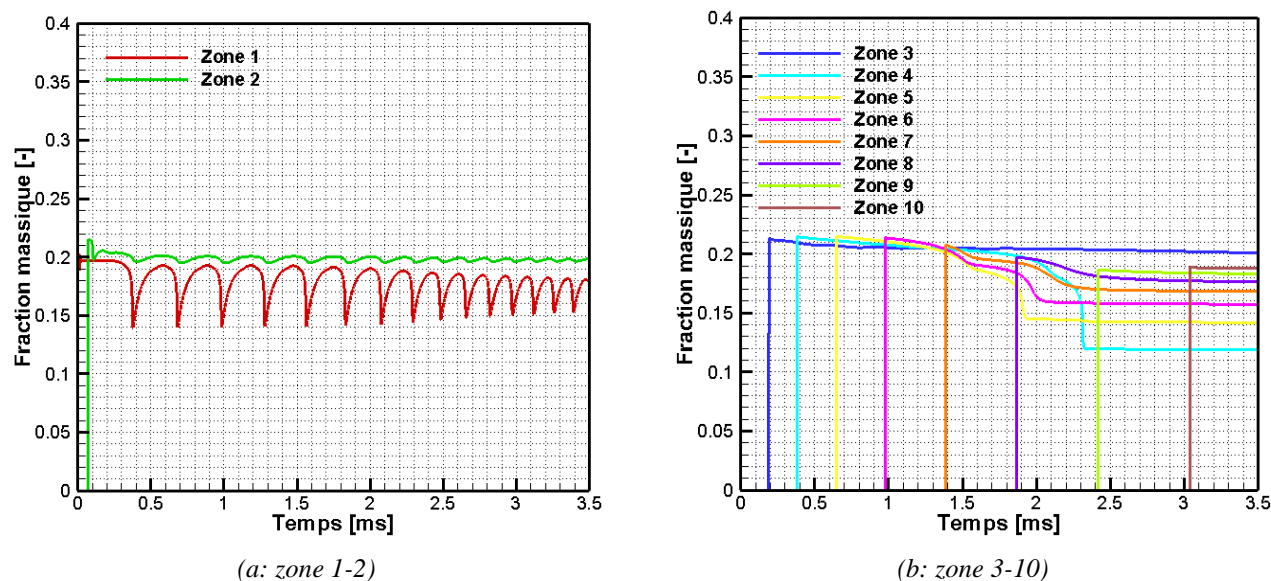 Fraction massique [-]
0.4
0.35
0.3
0.25
0.2
0.15
0.1
0.05
0
Zone 1
Zone 2
0 0.5 1 1.5 2 2.5 3 3.5
Temps [ms]
(a: zone 1-2)
Fraction massique [-]
0.4
0.35
0.3
0.25
0.2
0.15
0.1
0.05
0
Zone 3
Zone 4
Zone 5
Zone 6
Zone 7
Zone 8
Zone 9
Zone 10
0 0.5 1 1.5 2 2.5 3 3.5
Temps [ms]
(b: zone 3-10)